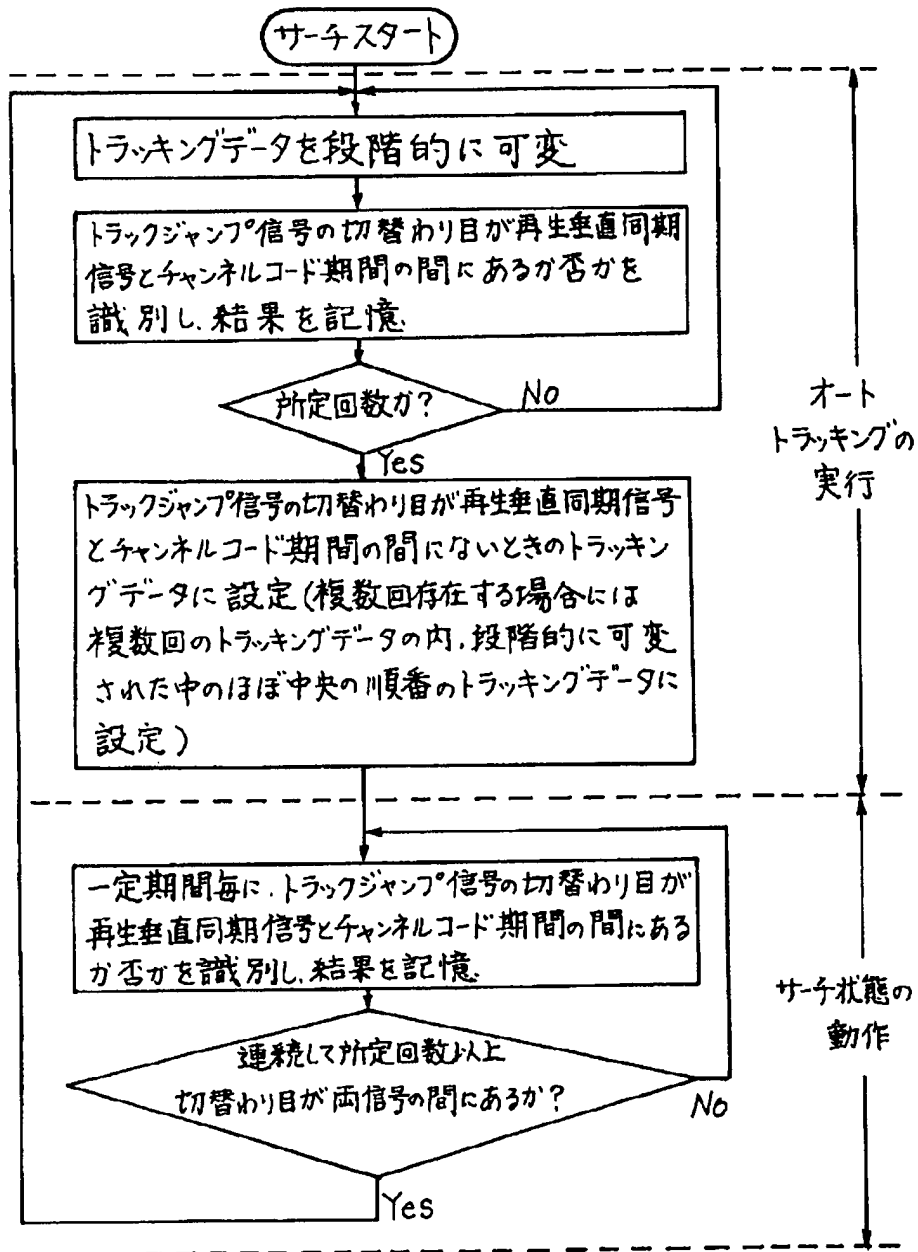 サーチスタート
トラッキングデータを段階的に可変
トラックジャンプ信号の切替わり目が再生垂直同期
信号とチャンネルコード期間の間にあるか否かを
識別し、結果を記憶、
所定回数か?
No
Yes
トラックジャンプ信号の切替わり目が再生垂直同期信号
とチャンネルコード期間の間にないときのトラッキン
グデータに設定(複数回存在する場合には
複数回のトラッキングデータの内、段階的に可変
された中のほぼ中央の順番のトラッキングデータに
設定)
オート
トラッキングの
実行
一定期間毎に、トラックジャンプ信号の切替わり目が
再生垂直同期信号とチャンネルコード期間の間にある
か否かを識別し、結果を記憶、
連続して所定回数以上
切替わり目が両信号の間にあるか?
No
Yes
サーチ状態の
動作